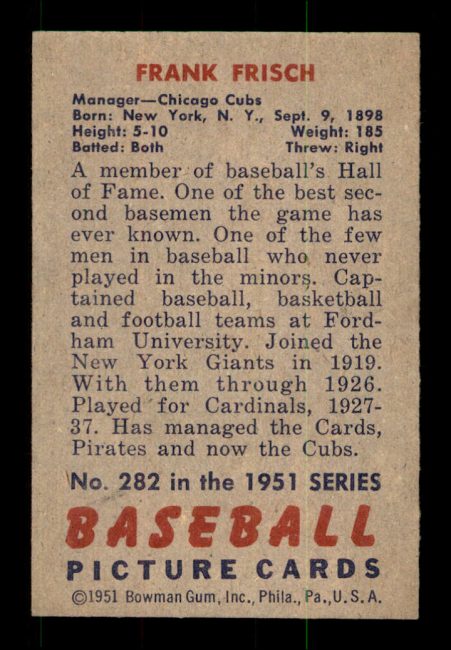 FRANK FRISCH
Manager—Chicago Cubs
Born: New York, N. Y., Sept. 9, 1898
Height: 5-10 Weight: 185
Batted: Both Threw: Right
A member of baseball's Hall
of Fame. One of the best sec-
ond basemen the game has
ever known. One of the few
men in baseball who never
played in the minors. Cap-
tained baseball, basketball
and football teams at Ford-
ham University. Joined the
New York Giants in 1919.
With them through 1926.
Played for Cardinals, 1927-
37. Has managed the Cards,
Pirates and now the Cubs.
No. 282 in the 1951 SERIES
BASEBALL
PICTURE CARDS
©1951 Bowman Gum, Inc., Phila., Pa., U.S.A.